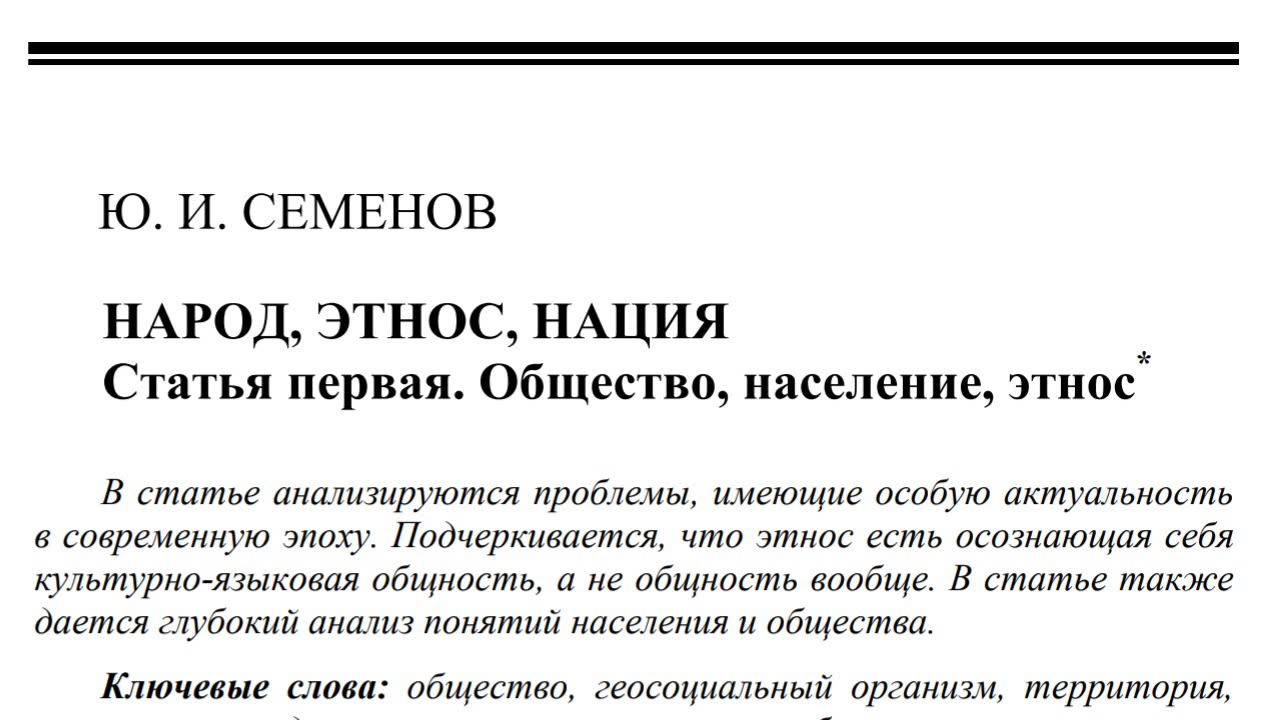 Ю. И. СЕМЕНОВ
НАРОД, ЭТНОС, НАЦИЯ
Статья первая. Общество, население, этнос*
В статье анализируются проблемы, имеющие особую актуальность
в современную эпоху. Подчеркивается, что этнос есть осознающая себя
культурно-языковая общность, а не общность вообще. В статье также
дается глубокий анализ понятий населения и общества.
Ключевые слова: общество, геосоциальный организм, территория,